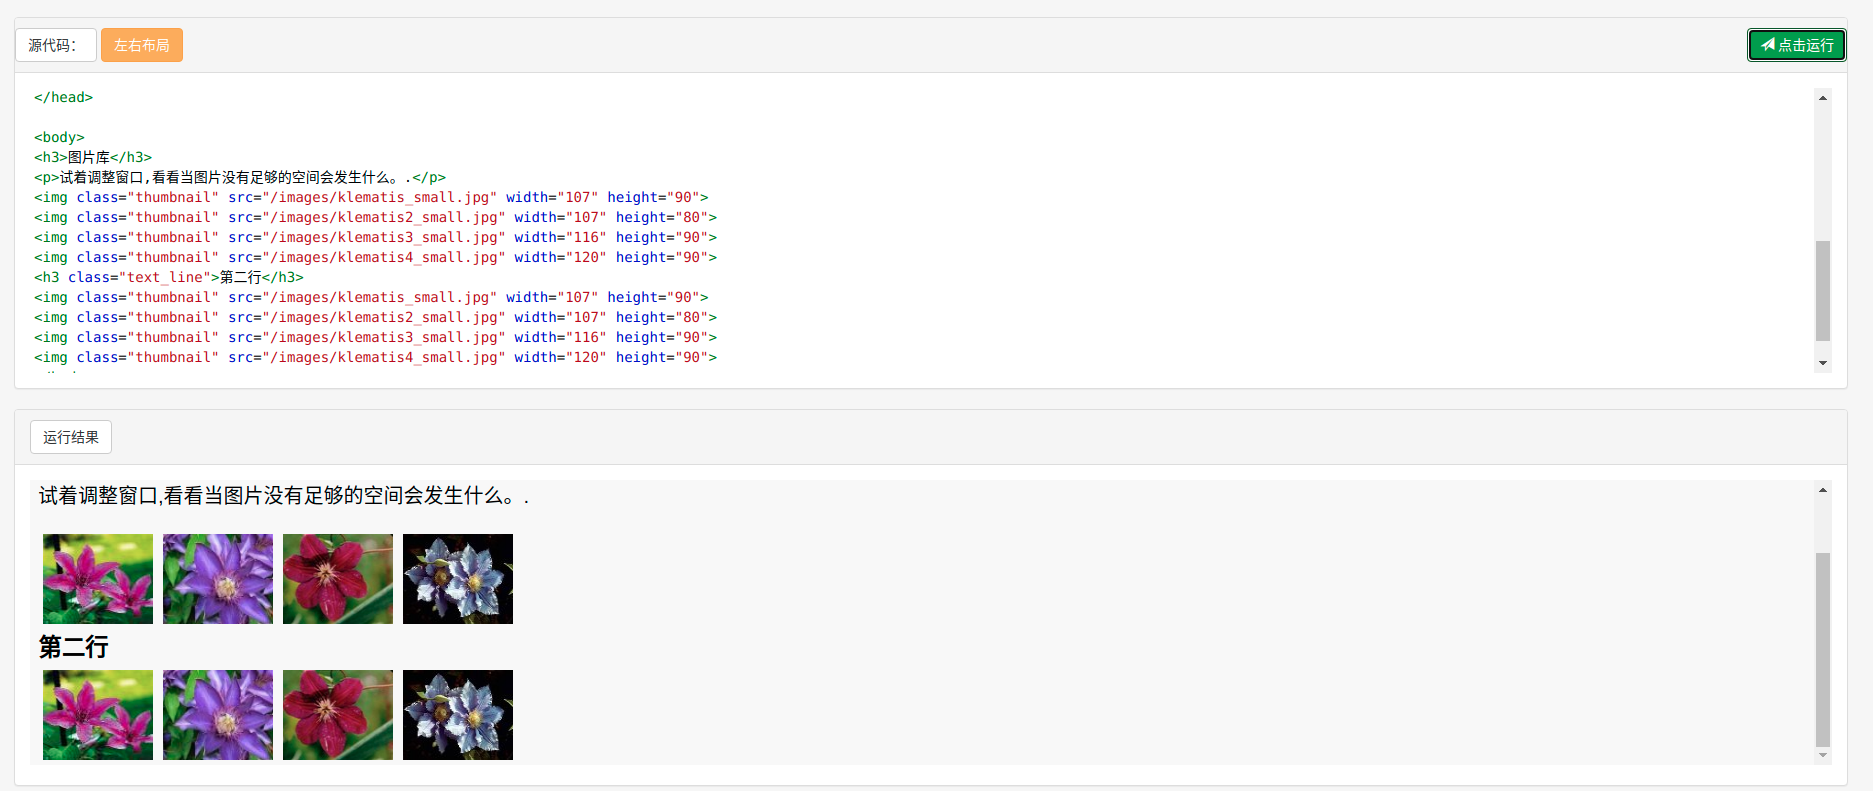 源代码： 左右布局 点击运行
</head>
<body>
<h3>图片库</h3>
<p>试着调整窗口,看看当图片没有足够的空间会发生什么。.</p>
<img class="thumbnail" src="/images/klematis_small.jpg" width="107" height="90">
<img class="thumbnail" src="/images/klematis2_small.jpg" width="107" height="80">
<img class="thumbnail" src="/images/klematis3_small.jpg" width="116" height="90">
<img class="thumbnail" src="/images/klematis4_small.jpg" width="120" height="90">
<h3 class="text_line">第二行</h3>
<img class="thumbnail" src="/images/klematis_small.jpg" width="107" height="90">
<img class="thumbnail" src="/images/klematis2_small.jpg" width="107" height="80">
<img class="thumbnail" src="/images/klematis3_small.jpg" width="116" height="90">
<img class="thumbnail" src="/images/klematis4_small.jpg" width="120" height="90">
运行结果
试着调整窗口,看看当图片没有足够的空间会发生什么。.
第二行